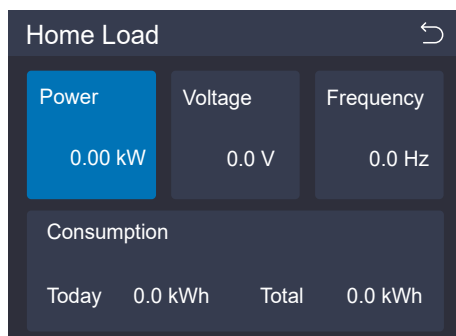 Home Load
Power Voltage Frequency
0.00 kW 0.0 V 0.0 Hz
Consumption
Today 0.0 kWh Total 0.0 kWh